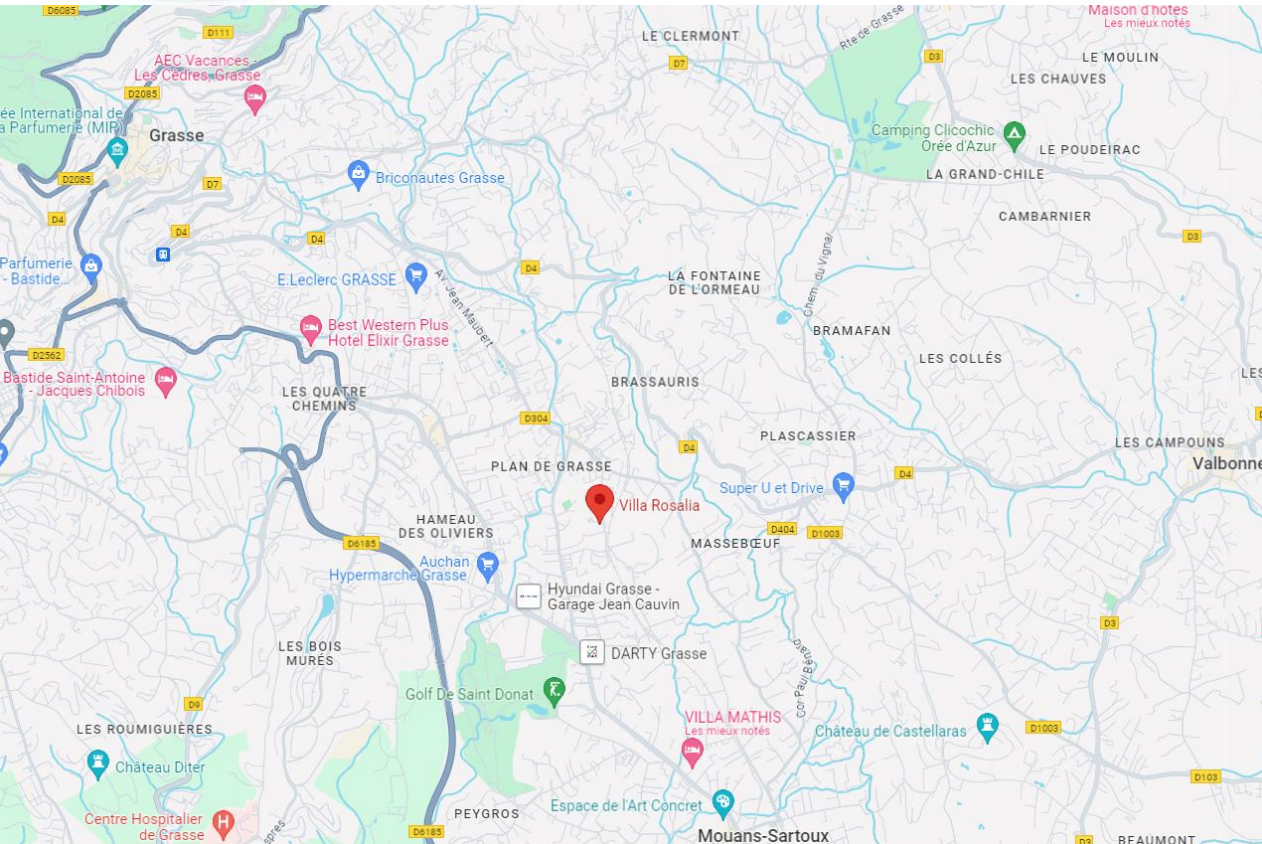 D6085
D111
LE CLERMONT
Rte de Grasse
Maison d'hôtes
Les mieux notés
D7
D3
LE MOULIN
AEC Vacances -
Les Cèdres, Grasse
LES CHAUVES
D2085
ée International de
a Parfumerie (MIP)
Grasse
Camping Clicochic
Orée d'Azur
LE POUDEIRAC
D2085
D7
Briconautes Grasse
LA GRAND-CHILE
D4
D4
D4
CAMBARNIER
D3
Parfumerie
- Bastide...
E.Leclerc GRASSE
D4
Av. Jean Maubert
LA FONTAINE
DE L'ORMEAU
Chem. du Vignal
Best Western Plus
Hotel Elixir Grasse
BRAMAFAN
D2562
LES COLLÉS
Bastide Saint-Antoine
- Jacques Chibois
LES QUATRE
CHEMINS
BRASSAURIS
LES
D304
PLASCASSIER
D4
LES CAMPOUNS
Valbonne
PLAN DE GRASSE
D4
Super U et Drive
Villa Rosalia
HAMEAU
DES OLIVIERS
D6185
D404
D1003
MASSEBŒUF
Auchan
Hypermarché Grasse
Hyundai Grasse -
Garage Jean Cauvin
D3
LES BOIS
MURÉS
DARTY Grasse
Cor Paul Bénard
Golf De Saint Donat
D9
LES ROUMIGUIÈRES
VILLA MATHIS
Les mieux notés
Château de Castellaras
D1003
Château Diter
D103
Centre Hospitalier
de Grasse
PEYGROS
Espace de l'Art Concret
D6185
Mouans-Sartoux
D3
BEAUMONT